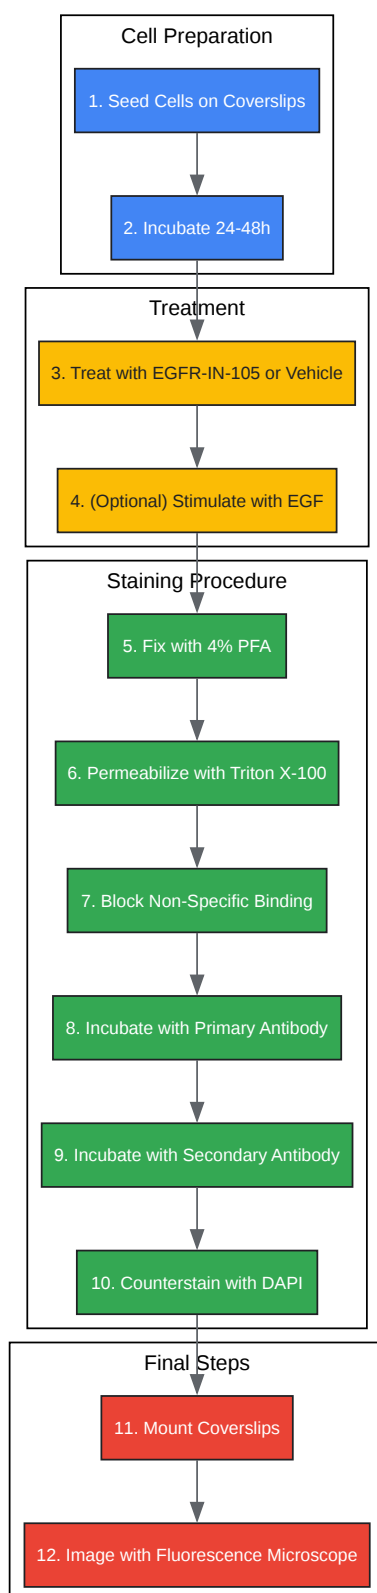 Cell Preparation
1. Seed Cells on Coverslips
2. Incubate 24-48h
Treatment
3. Treat with EGFR-IN-105 or Vehicle
4. (Optional) Stimulate with EGF
Staining Procedure
5. Fix with 4% PFA
6. Permeabilize with Triton X-100
7. Block Non-Specific Binding
8. Incubate with Primary Antibody
9. Incubate with Secondary Antibody
10. Counterstain with DAPI
Final Steps
11. Mount Coverslips
12. Image with Fluorescence Microscope